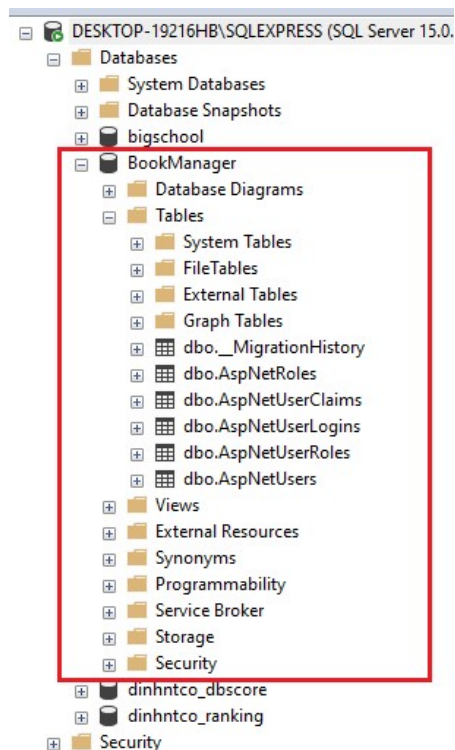 DESKTOP-19216HB\SQLEXPRESS (SQL Server 15.0.
Databases
System Databases
Database Snapshots
bigschool
BookManager
Database Diagrams
Tables
System Tables
FileTables
External Tables
Graph Tables
dbo.__MigrationHistory
dbo.AspNetRoles
dbo.AspNetUserClaims
dbo.AspNetUserLogins
dbo.AspNetUserRoles
dbo.AspNetUsers
Views
External Resources
Synonyms
Programmability
Service Broker
Storage
Security
dinhntco_dbscore
dinhntco_ranking
Security